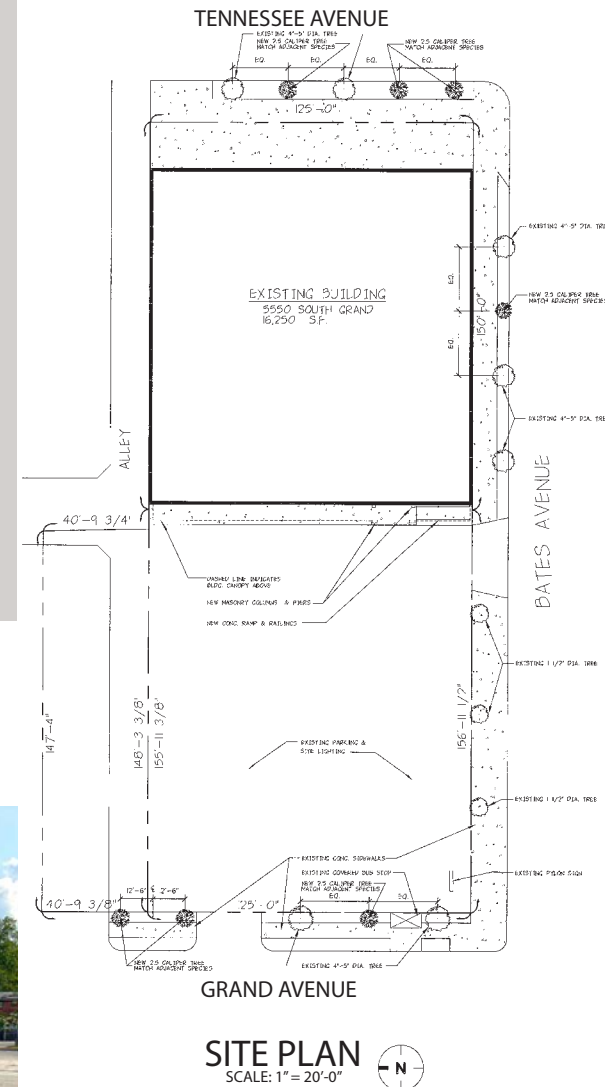 TENNESSEE AVENUE
EXISTING 4"-5" DIA. TREE
NEW 2.5 CALIPER TREE
MATCH ADJACENT SPECIES
NEW 2.5 CALIPER TREE
MATCH ADJACENT SPECIES
EQ. EQ. EQ. EQ.
125'-0"
EXISTING 4"-5" DIA. TREE
EQ.
EXISTING BUILDING
5550 SOUTH GRAND
16,250 S.F.
150'-0"
NEW 2.5 CALIPER TREE
MATCH ADJACENT SPECIES
EQ.
EXISTING 4"-5" DIA. TREE
ALLEY
BATES AVENUE
40'-9 3/4"
DASHED LINE INDICATES
BLDG. CANOPY ABOVE
NEW MASONRY COLUMNS & PIERS
NEW CONC. RAMP & RAILINGS
EXISTING 1 1/2" DIA. TREE
147'-4"
148'-3 3/8"
155'-11 3/8"
156'-11 1/2"
EXISTING PARKING &
SITE LIGHTING
EXISTING 1 1/2" DIA. TREE
EXISTING CONC. SIDEWALKS
EXISTING COVERED BUS STOP
EXISTING PYLON SIGN
NEW 2.5 CALIPER TREE
MATCH ADJACENT SPECIES
12'-6" 2'-6"
EQ. EQ.
40'-9 3/8"
25'-0"
NEW 2.5 CALIPER TREE
MATCH ADJACENT SPECIES
EXISTING 4"-5" DIA. TREE
GRAND AVENUE
SITE PLAN
SCALE: 1" = 20'-0"
N